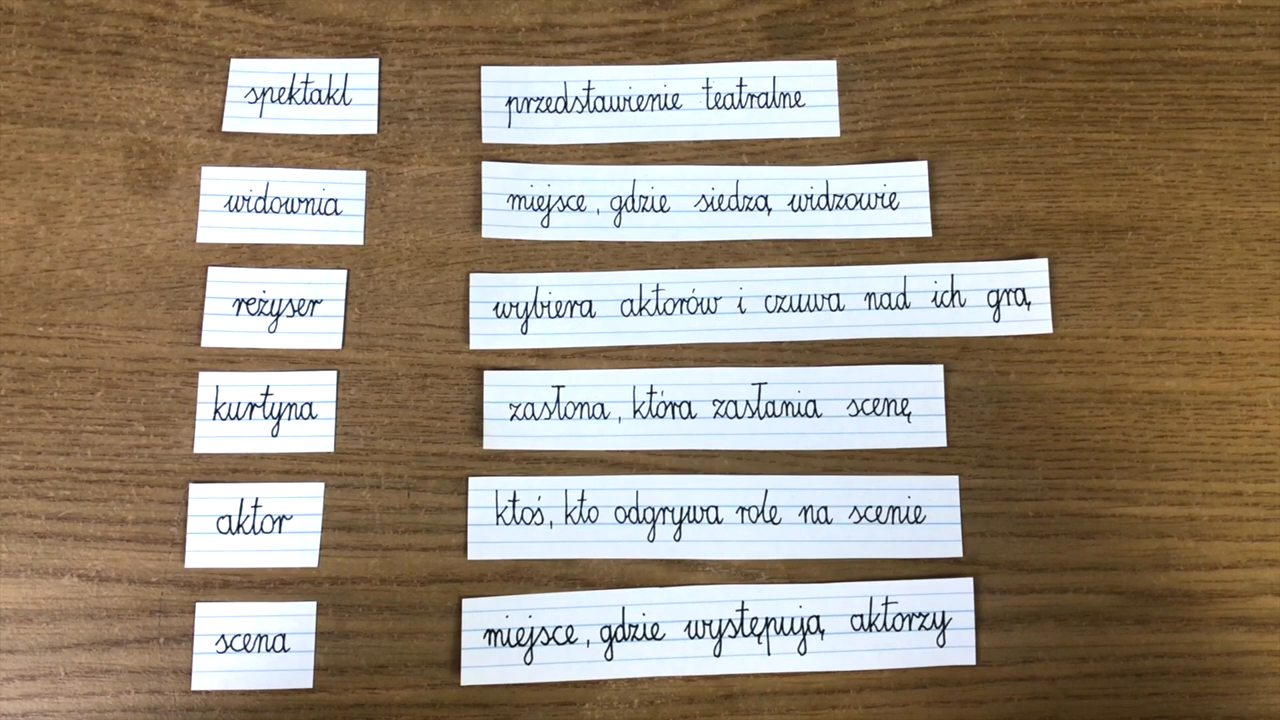 spektakl przedstawienie teatralne
widownia miejsce, gdzie siedzą widzowie
reżyser wybiera aktorów i czuwa nad ich grą
kurtyna zasłona, która zasłania scenę
aktor ktoś, kto odgrywa role na scenie
scena miejsce, gdzie występują aktorzy